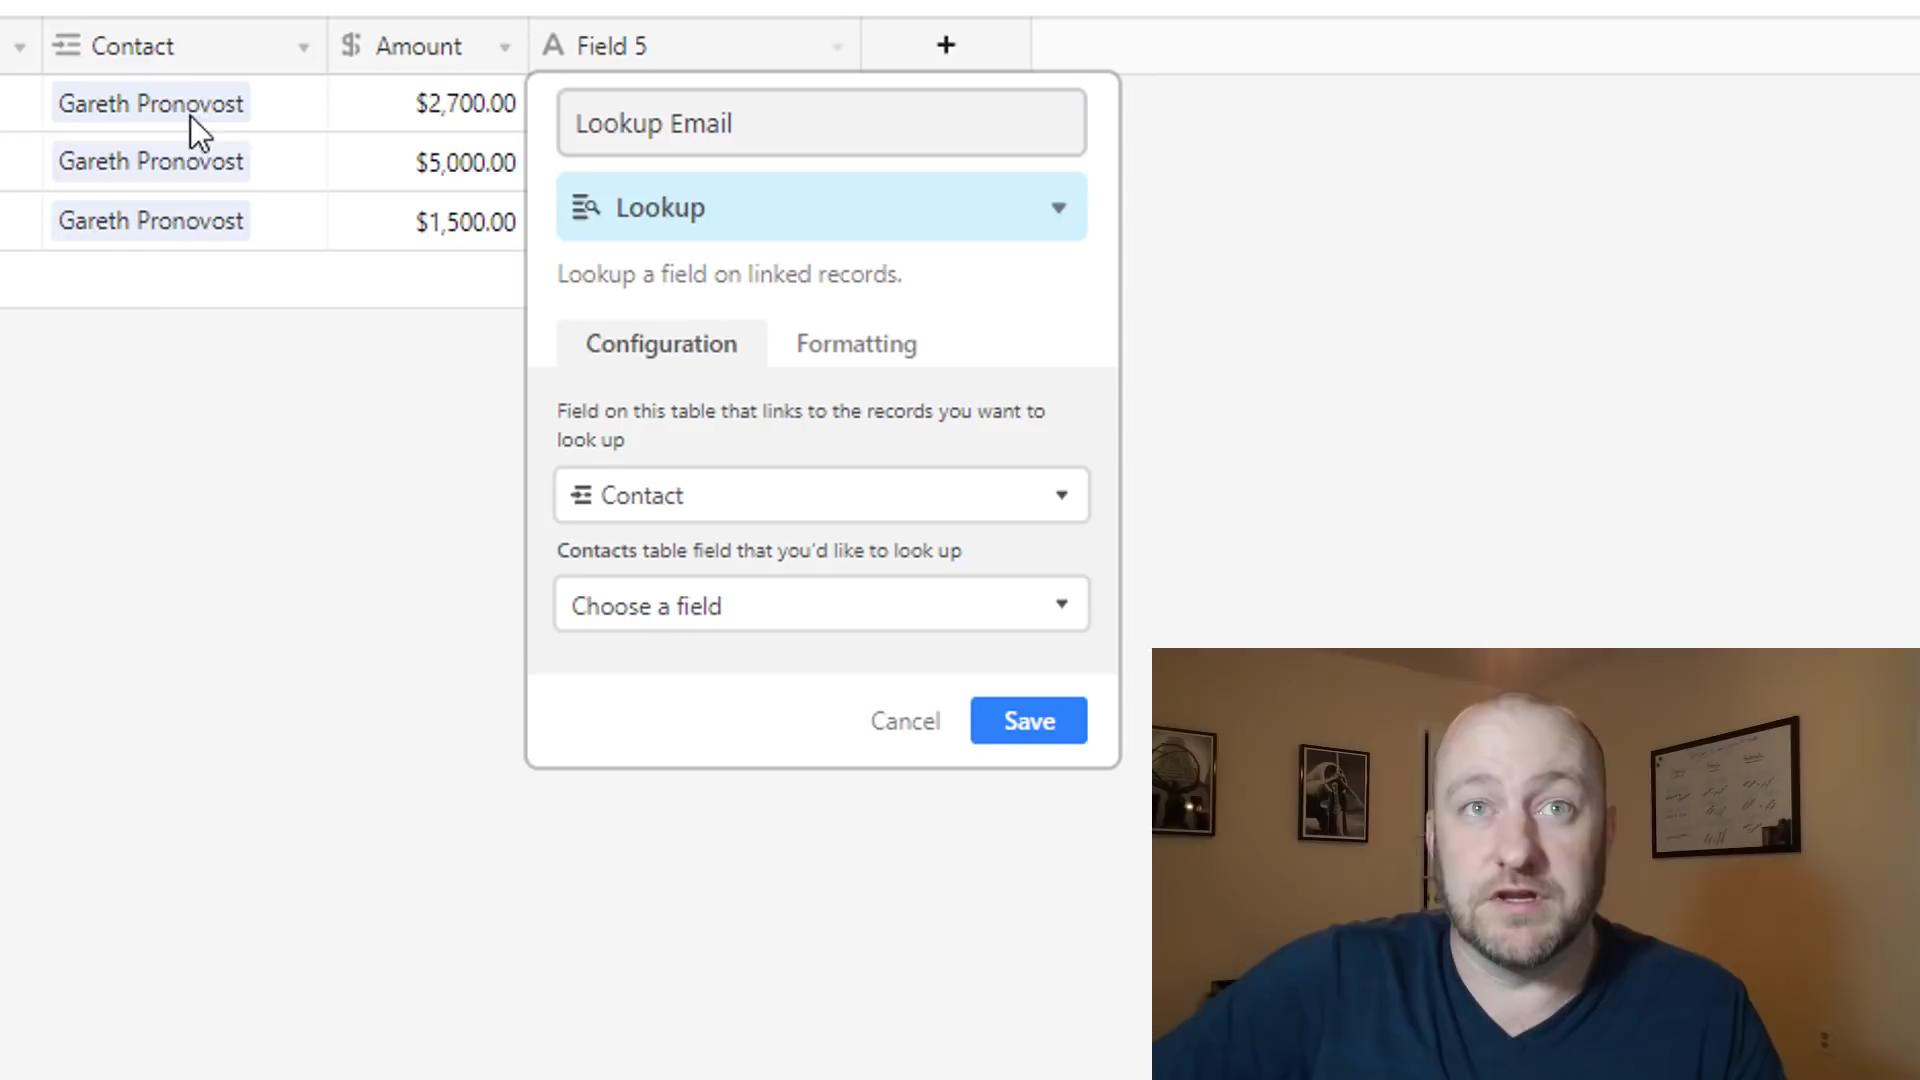 Contact
Amount
Field 5
+
Gareth Pronovost
$2,700.00
Gareth Pronovost
$5,000.00
Gareth Pronovost
$1,500.00
Lookup Email
Lookup
Lookup a field on linked records.
Configuration
Formatting
Field on this table that links to the records you want to
look up
Contact
Contacts table field that you'd like to look up
Choose a field
Cancel
Save